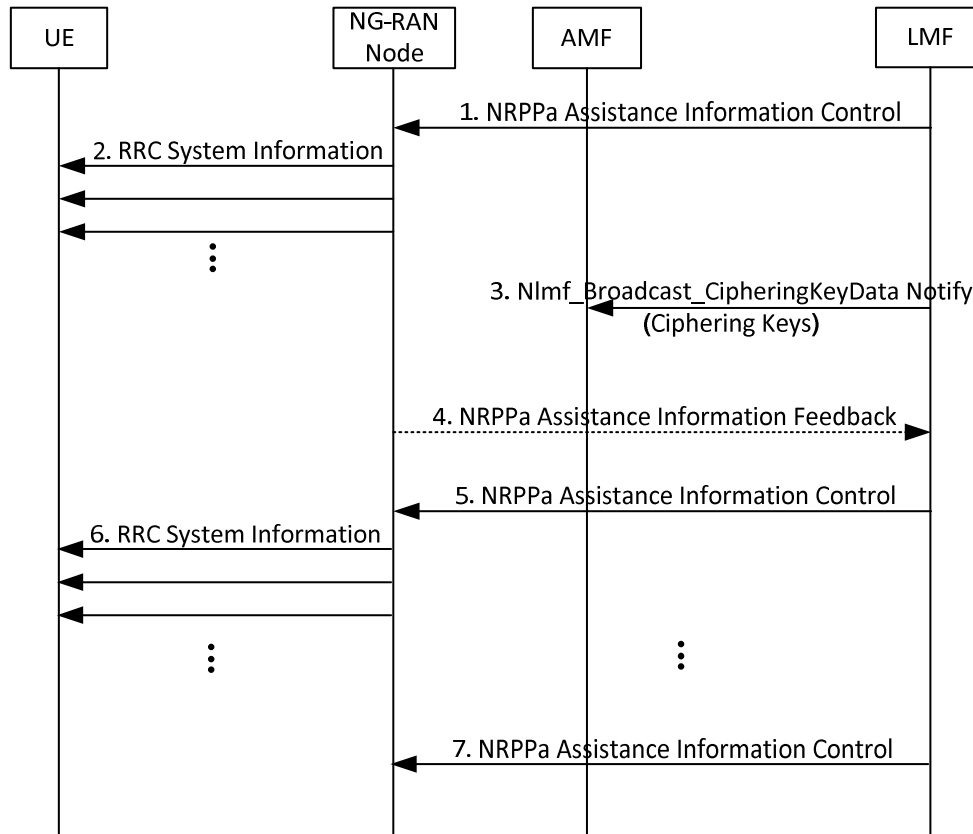 UE
NG-RAN
Node
AMF
LMF
1. NRPPa Assistance Information Control
2. RRC System Information
3. Nlmf_Broadcast_CipheringKeyData Notify
(Ciphering Keys)
4. NRPPa Assistance Information Feedback
5. NRPPa Assistance Information Control
6. RRC System Information
7. NRPPa Assistance Information Control